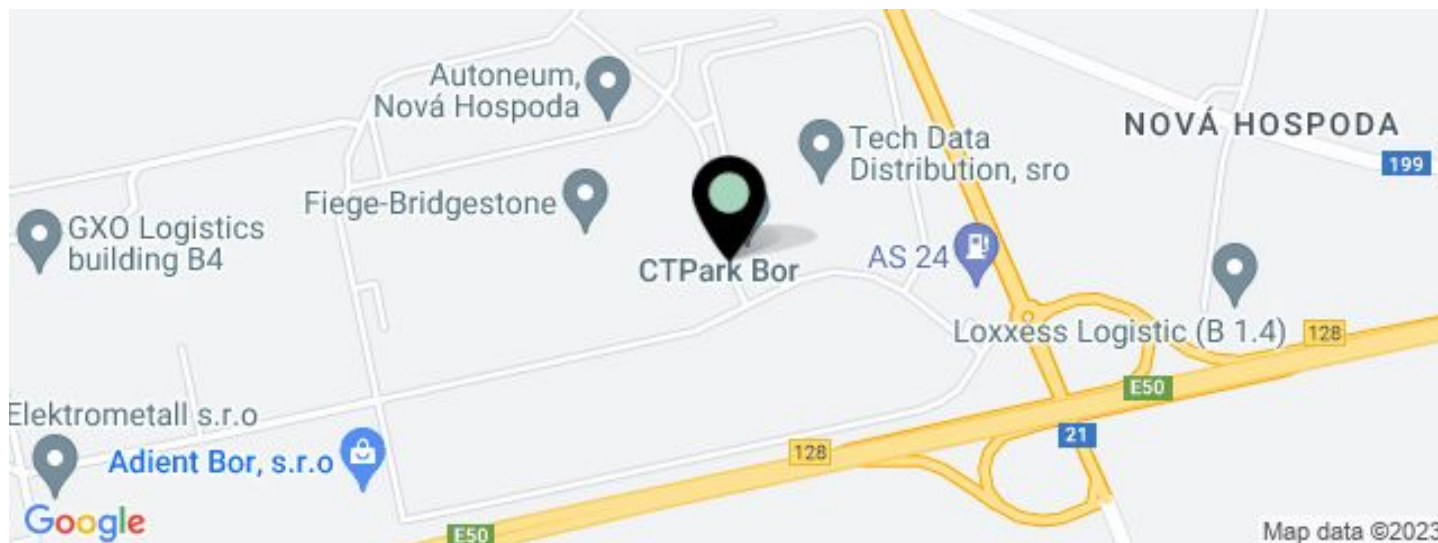 Autoneum,
Nová Hospoda
Tech Data
Distribution, sro
NOVÁ HOSPODA
199
Fiege-Bridgestone
GXO Logistics
building B4
CTPark Bor
AS 24
Loxxess Logistic (B 1.4)
128
E50
Elektrometall s.r.o
21
128
Adient Bor, s.r.o
Google
E50
Map data ©2023